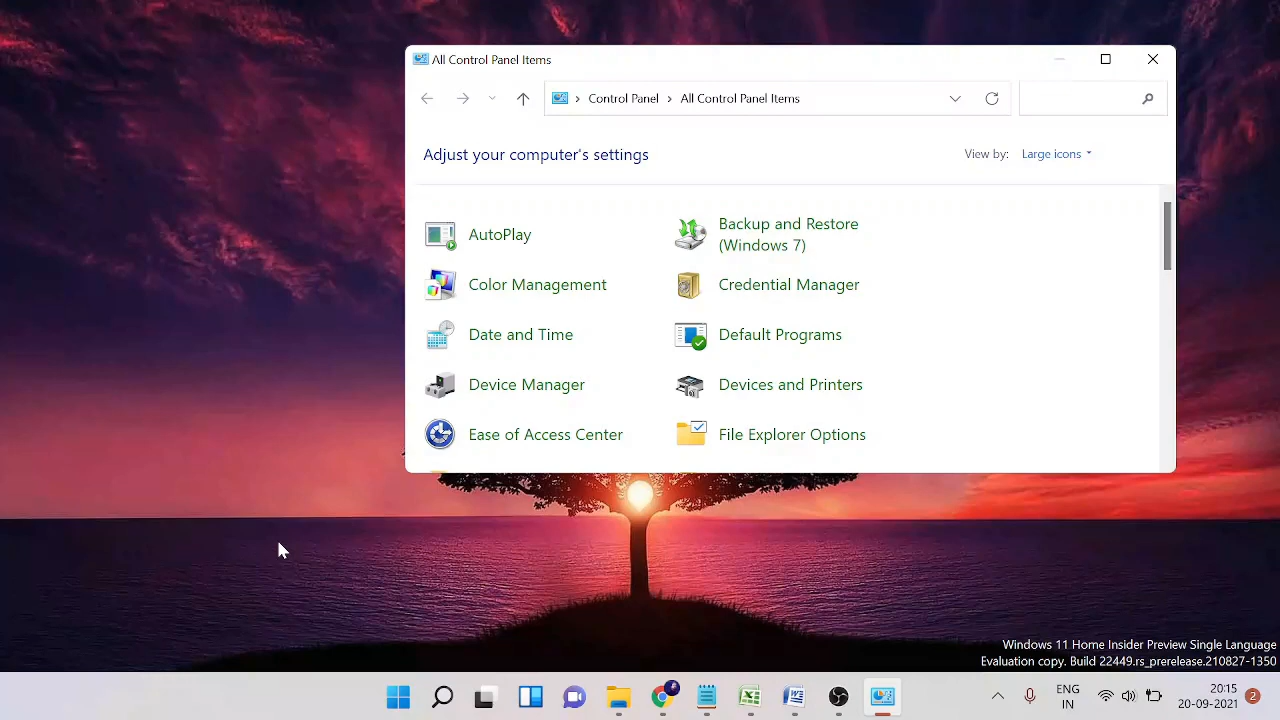 All Control Panel Items
Control Panel > All Control Panel Items
Adjust your computer's settings
View by: Large icons
AutoPlay
Backup and Restore
(Windows 7)
Color Management
Credential Manager
Date and Time
Default Programs
Device Manager
Devices and Printers
Ease of Access Center
File Explorer Options
Windows 11 Home Insider Preview Single Language
Evaluation copy. Build 22449.rs_prerelease.210827-1350
ENG
IN
20:15
20-09-2021
2